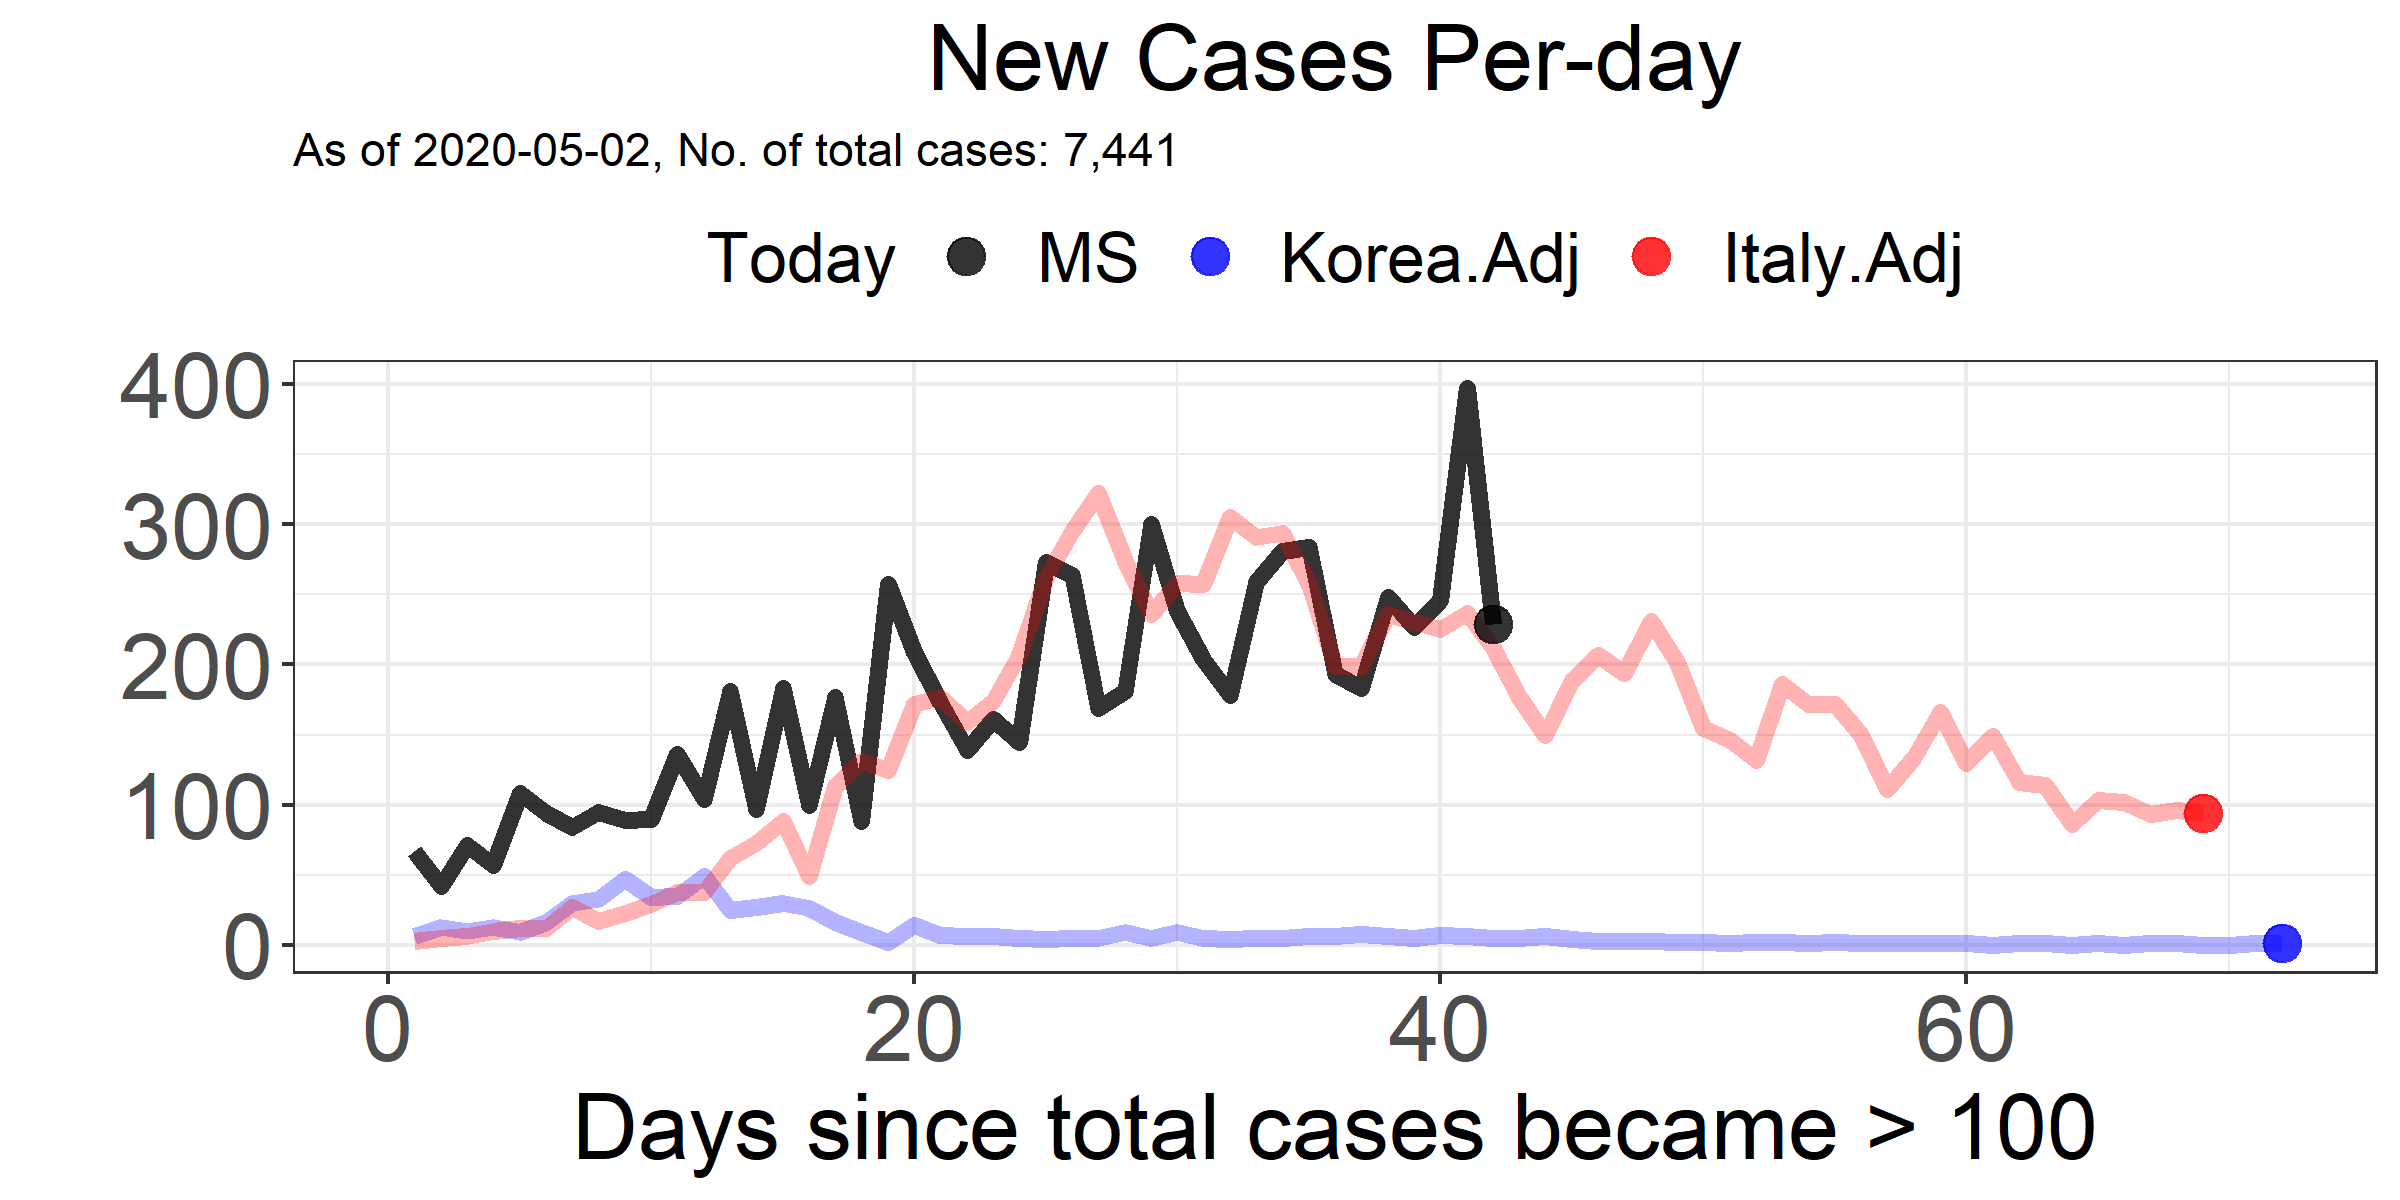 New Cases Per-day
As of 2020-05-02, No. of total cases: 7,441
Today MS Korea.Adj Italy.Adj
400
300
200
100
0
0 20 40 60
Days since total cases became > 100